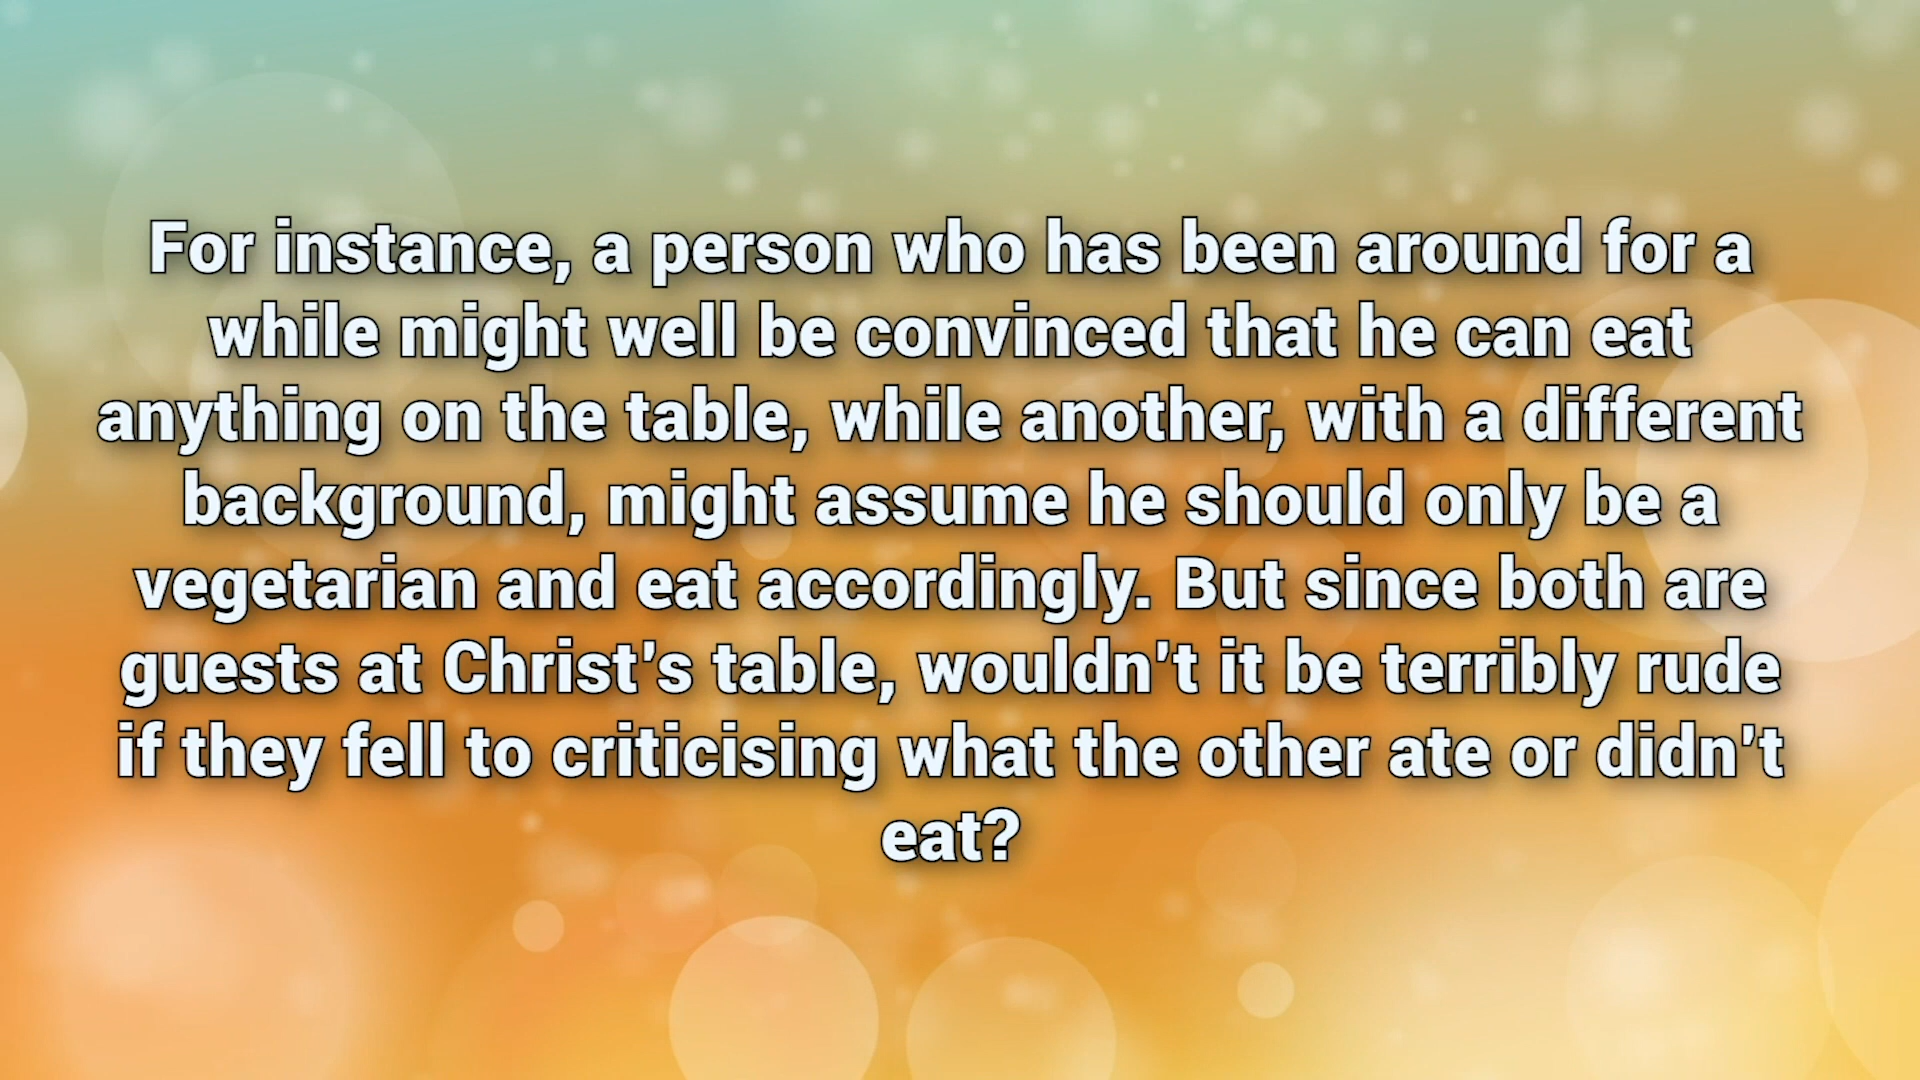 For instance, a person who has been around for a
while might well be convinced that he can eat
anything on the table, while another, with a different
background, might assume he should only be a
vegetarian and eat accordingly. But since both are
guests at Christ's table, wouldn't it be terribly rude
if they fell to criticising what the other ate or didn't
eat?